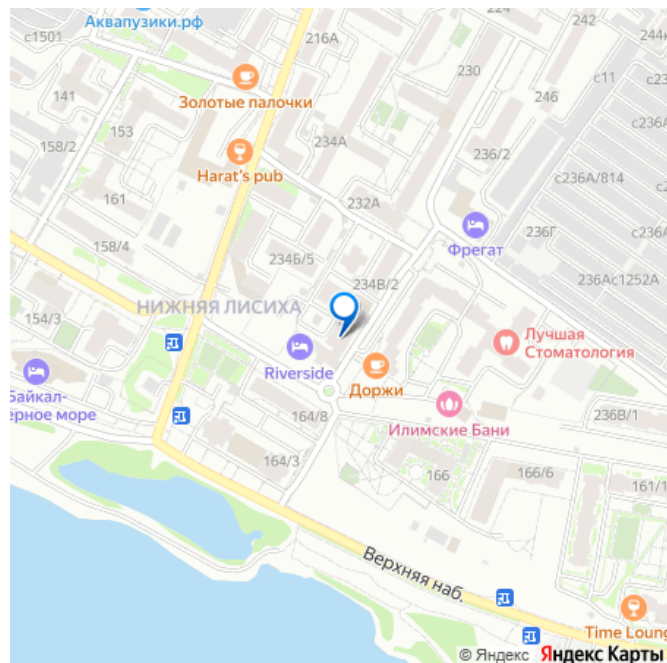 Аквапузики.рф
с1501
216А
244к
230
с11
141
Золотые палочки
246
с236А
153
234А
158/2
236/2
Harat's pub
с236А/814
161
232А
236Г
с236А
Фрегат
158/4
234Б/5
234В/2
236Ас1252А
НИЖНЯЯ ЛИСИХА
154/3
Лучшая
Стоматология
Riverside
Доржи
Байкал-
ерное море
164/8
Илимские Бани
236В/1
164/3
166
166/6
161/1
Верхняя наб.
Time Loung
© Яндекс Яндекс Карты